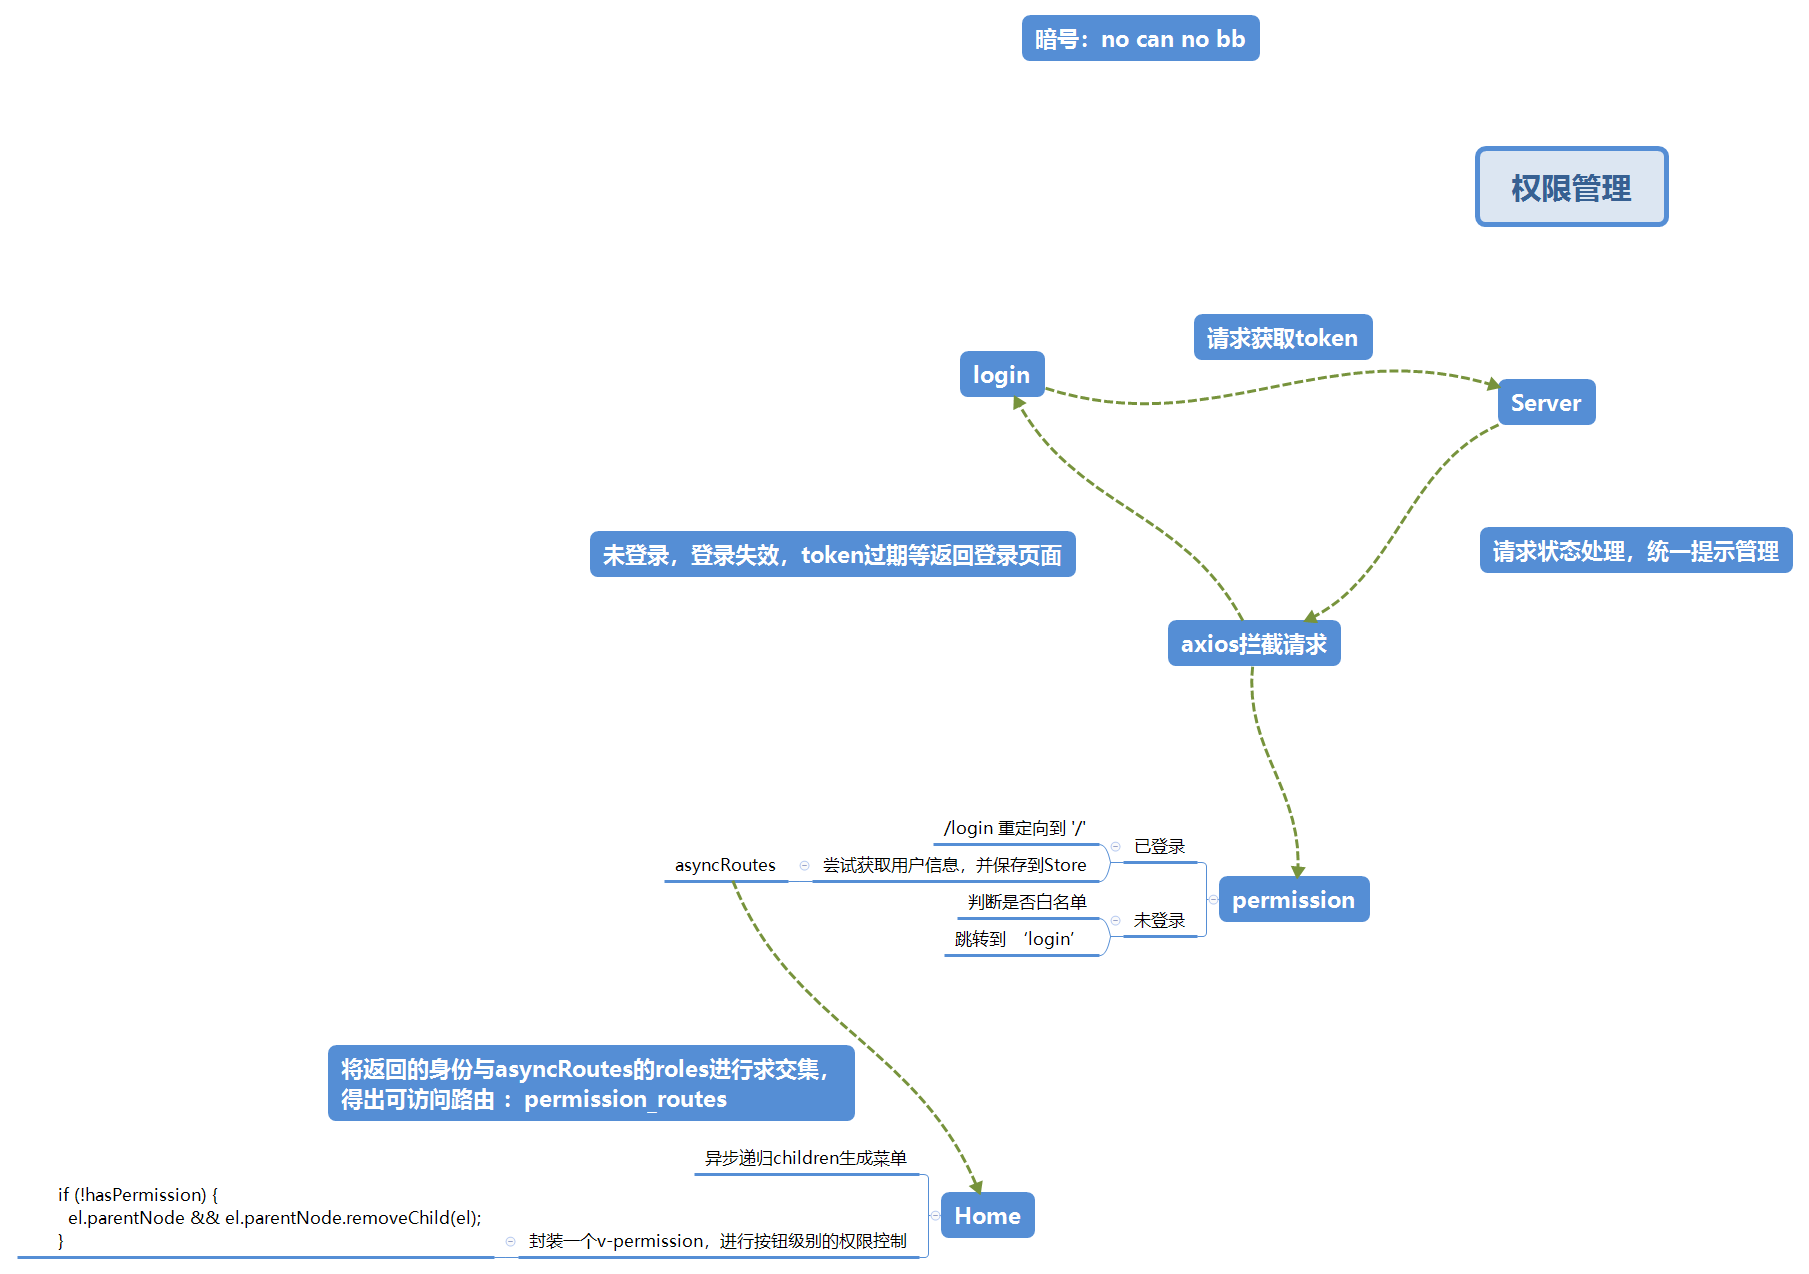 暗号：no can no bb
权限管理
请求获取token
login
Server
未登录，登录失效，token过期等返回登录页面
请求状态处理，统一提示管理
axios拦截请求
/login 重定向到 '/'
已登录
asyncRoutes
尝试获取用户信息，并保存到Store
permission
判断是否白名单
未登录
跳转到 ‘login’
将返回的身份与asyncRoutes的roles进行求交集，
得出可访问路由 ：permission_routes
异步递归children生成菜单
Home
if (!hasPermission) {
el.parentNode && el.parentNode.removeChild(el);
}
封装一个v-permission，进行按钮级别的权限控制